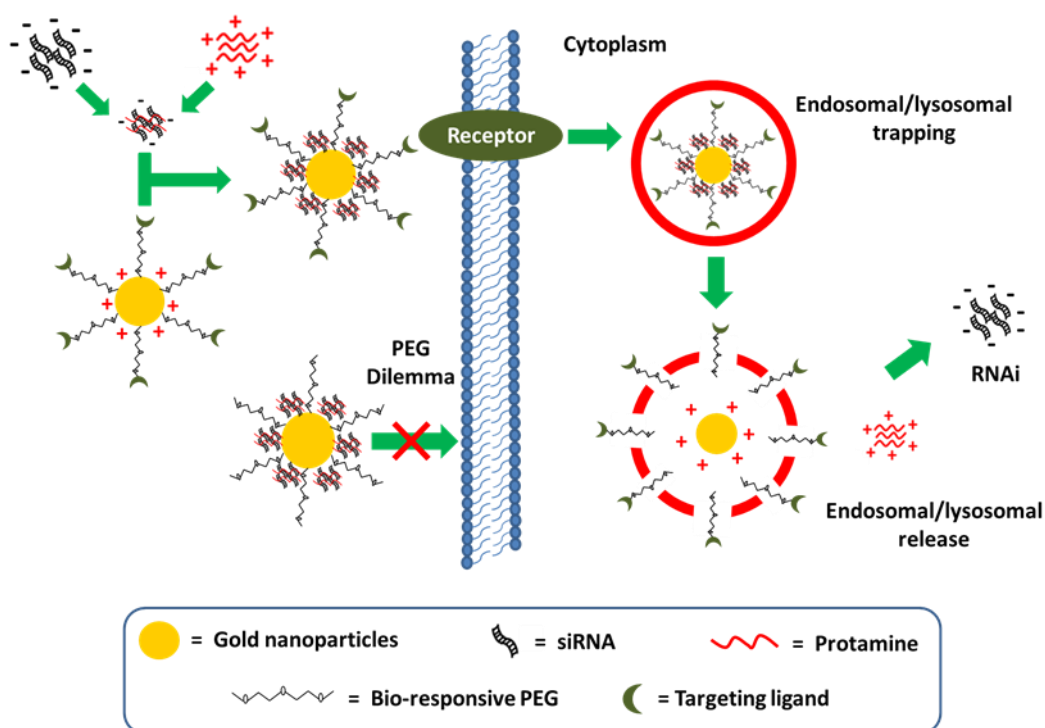 Cytoplasm
Endosomal/lysosomal
trapping
Receptor
PEG
Dilemma
RNAi
Endosomal/lysosomal
release
= Gold nanoparticles
= siRNA
= Protamine
= Bio-responsive PEG
= Targeting ligand